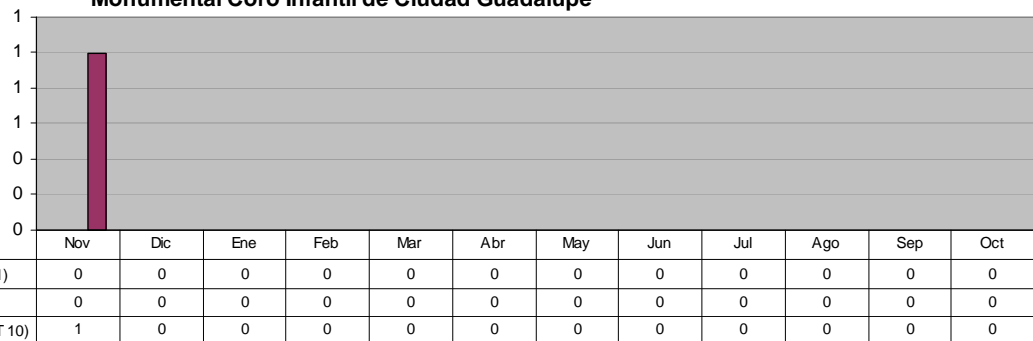 Monumental Coro Infantil de Ciudad Guadalupe
1
1
1
1
0
0
0
Nov Dic Ene Feb Mar Abr May Jun Jul Ago Sep Oct
1) 0 0 0 0 0 0 0 0 0 0 0 0
0 0 0 0 0 0 0 0 0 0 0 0
T 10) 1 0 0 0 0 0 0 0 0 0 0 0